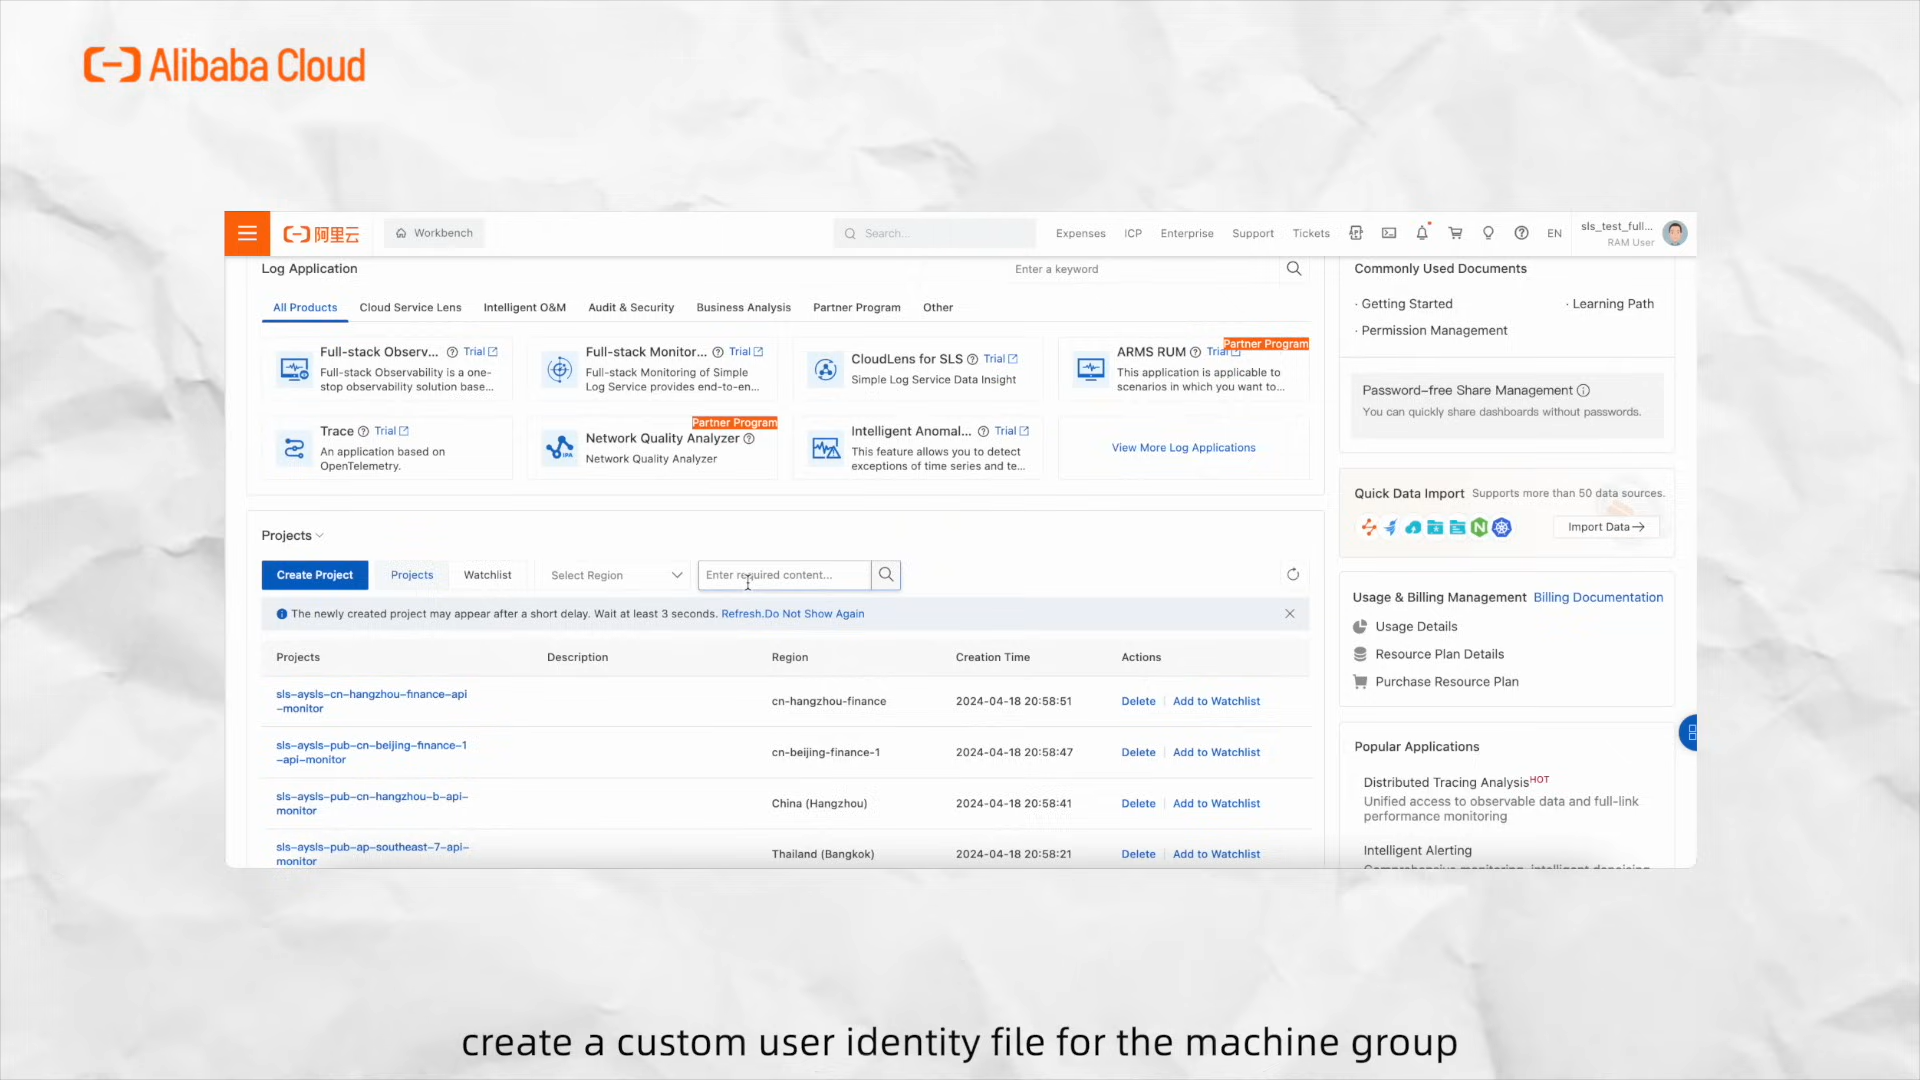 Alibaba Cloud
阿里云
Workbench
Search...
Expenses
ICP
Enterprise
Support
Tickets
EN
sls_test_full...
RAM User
Log Application
Enter a keyword
All Products
Cloud Service Lens
Intelligent O&M
Audit & Security
Business Analysis
Partner Program
Other
Full-stack Observ... Trial
Full-stack Observability is a one-
stop observability solution base...
Full-stack Monitor... Trial
Full-stack Monitoring of Simple
Log Service provides end-to-en...
CloudLens for SLS Trial
Simple Log Service Data Insight
Partner Program
ARMS RUM Trial
This application is applicable to
scenarios in which you want to...
Trace Trial
An application based on
OpenTelemetry.
Partner Program
Network Quality Analyzer
Network Quality Analyzer
Intelligent Anomal... Trial
This feature allows you to detect
exceptions of time series and te...
View More Log Applications
Projects
Create Project
Projects
Watchlist
Select Region
Enter required content...
The newly created project may appear after a short delay. Wait at least 3 seconds. Refresh.Do Not Show Again
Projects
Description
Region
Creation Time
Actions
sls-aysls-cn-hangzhou-finance-api
-monitor
cn-hangzhou-finance
2024-04-18 20:58:51
Delete
Add to Watchlist
sls-aysls-pub-cn-beijing-finance-1
-api-monitor
cn-beijing-finance-1
2024-04-18 20:58:47
Delete
Add to Watchlist
sls-aysls-pub-cn-hangzhou-b-api-
monitor
China (Hangzhou)
2024-04-18 20:58:41
Delete
Add to Watchlist
sls-aysls-pub-ap-southeast-7-api-
monitor
Thailand (Bangkok)
2024-04-18 20:58:21
Delete
Add to Watchlist
Commonly Used Documents
· Getting Started
· Learning Path
· Permission Management
Password-free Share Management
You can quickly share dashboards without passwords.
Quick Data Import Supports more than 50 data sources.
Import Data
Usage & Billing Management Billing Documentation
Usage Details
Resource Plan Details
Purchase Resource Plan
Popular Applications
Distributed Tracing Analysis HOT
Unified access to observable data and full-link
performance monitoring
Intelligent Alerting
create a custom user identity file for the machine group